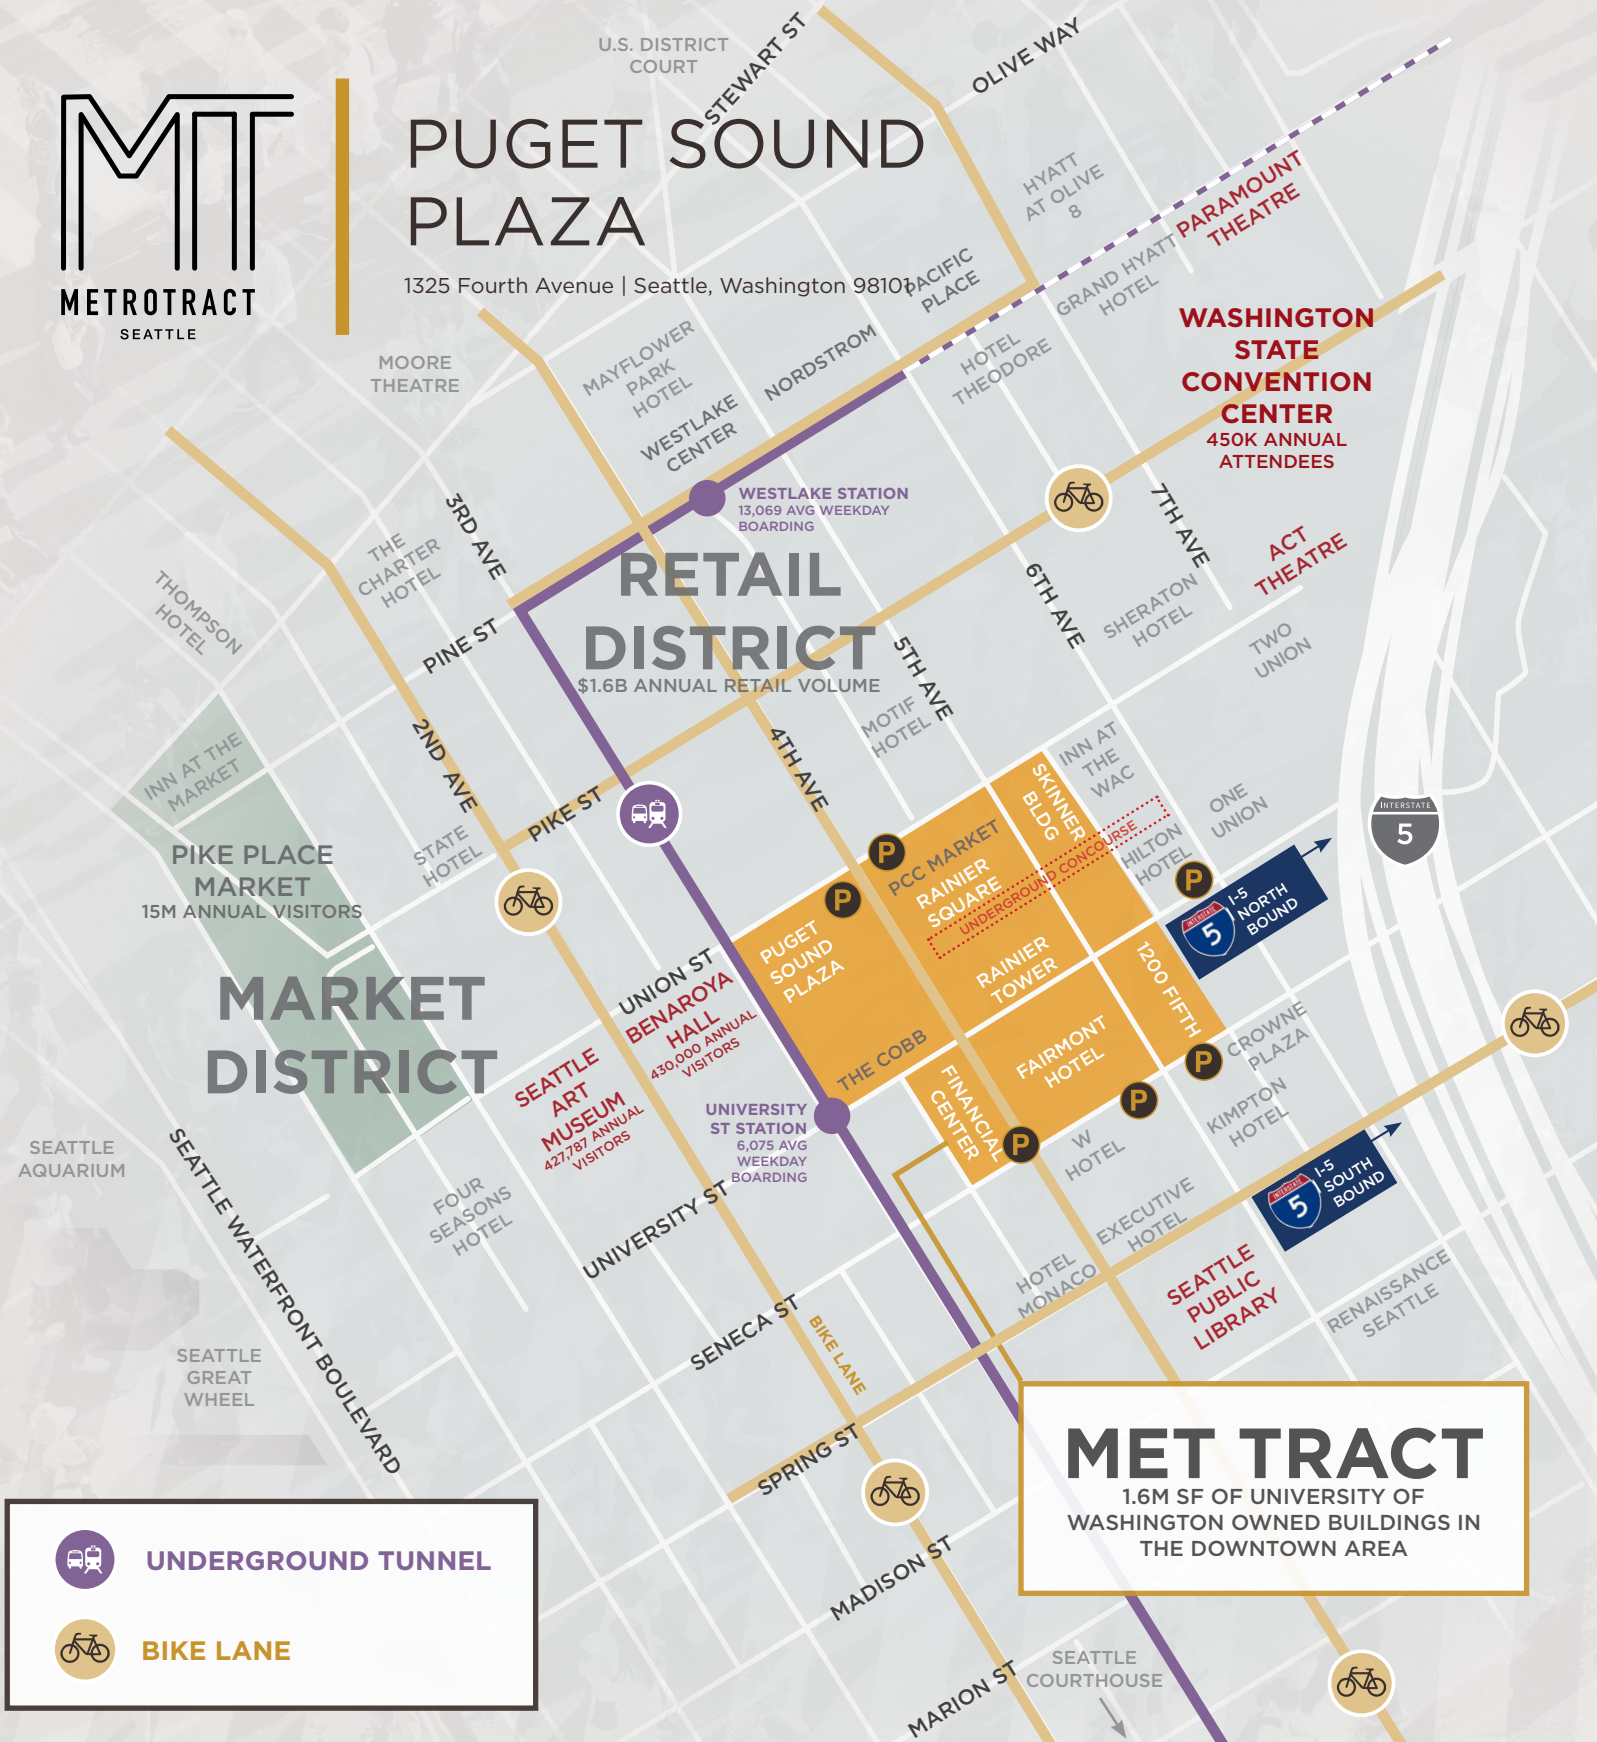 U.S. DISTRICT
COURT
STEWART ST
OLIVE WAY
MT
METROTRACT
SEATTLE
PUGET SOUND
PLAZA
1325 Fourth Avenue | Seattle, Washington 98101
HYATT
AT OLIVE
8
PARAMOUNT
THEATRE
PACIFIC
PLACE
GRAND HYATT
HOTEL
WASHINGTON
STATE
CONVENTION
CENTER
450K ANNUAL
ATTENDEES
MOORE
THEATRE
MAYFLOWER
PARK
HOTEL
NORDSTROM
HOTEL
THEODORE
WESTLAKE
CENTER
WESTLAKE STATION
13,069 AVG WEEKDAY
BOARDING
3RD AVE
7TH AVE
THE
CHARTER
HOTEL
ACT
THEATRE
THOMPSON
HOTEL
RETAIL
DISTRICT
$1.6B ANNUAL RETAIL VOLUME
6TH AVE
SHERATON
HOTEL
TWO
UNION
PINE ST
5TH AVE
MOTIF
HOTEL
2ND AVE
4TH AVE
INN AT THE
MARKET
INN AT
THE
WAC
SKINNER
BLDG
ONE
UNION
INTERSTATE
5
PIKE ST
STATE
HOTEL
PIKE PLACE
MARKET
15M ANNUAL VISITORS
P
P
PCC MARKET
RAINIER
SQUARE
UNDERGROUND CONCOURSE
HILTON
HOTEL
P
INTERSTATE
5
I-5
NORTH
BOUND
PUGET
SOUND
PLAZA
RAINIER
TOWER
1200 FIFTH
UNION ST
BENAROYA
HALL
430,000 ANNUAL
VISITORS
MARKET
DISTRICT
SEATTLE
ART
MUSEUM
427,787 ANNUAL
VISITORS
THE COBB
FAIRMONT
HOTEL
CROWNE
PLAZA
P
P
FINANCIAL
CENTER
P
UNIVERSITY
ST STATION
6,075 AVG
WEEKDAY
BOARDING
W
HOTEL
KIMPTON
HOTEL
SEATTLE
AQUARIUM
SEATTLE WATERFRONT BOULEVARD
FOUR
SEASONS
HOTEL
UNIVERSITY ST
EXECUTIVE
HOTEL
INTERSTATE
5
I-5
SOUTH
BOUND
HOTEL
MONACO
SEATTLE
PUBLIC
LIBRARY
RENAISSANCE
SEATTLE
SENECA ST
BIKE LANE
SEATTLE
GREAT
WHEEL
SPRING ST
MET TRACT
1.6M SF OF UNIVERSITY OF
WASHINGTON OWNED BUILDINGS IN
THE DOWNTOWN AREA
UNDERGROUND TUNNEL
BIKE LANE
MADISON ST
MARION ST
SEATTLE
COURTHOUSE